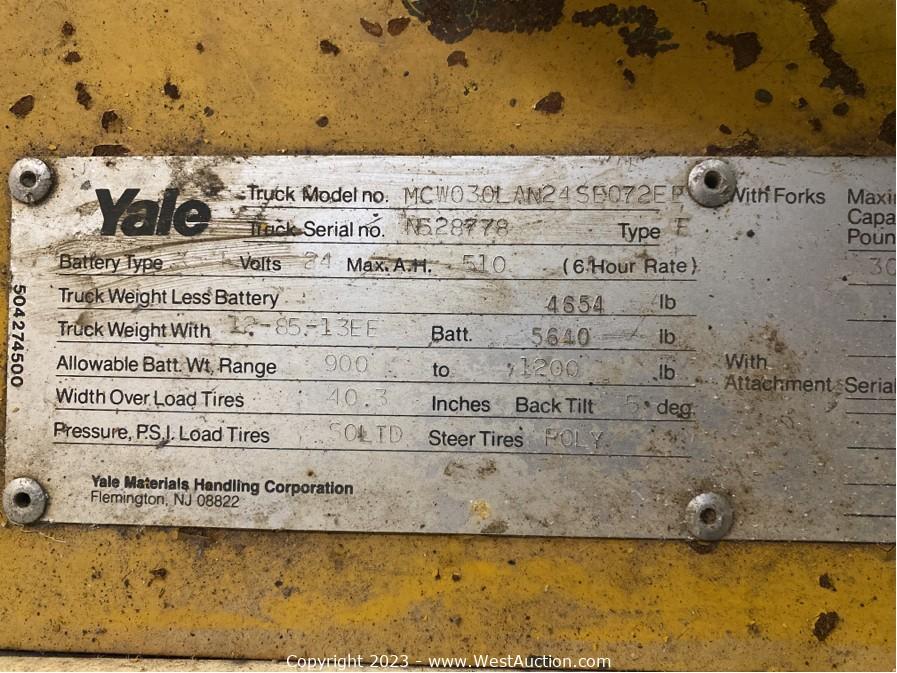 Yale
Truck Model no. MCW030LAN24SB072EE
Truck Serial no. N528778 Type E
Battery Type Volts 24 Max. A.H. 510 (6 Hour Rate)
Truck Weight Less Battery 4654 lb
Truck Weight With 12-85-13EE Batt. 5640 lb
Allowable Batt. Wt. Range 900 to 1200 lb
Width Over Load Tires 40.3 Inches Back Tilt 5° deg
Pressure, P.S.I. Load Tires SOLID Steer Tires POLY
Yale Materials Handling Corporation
Flemington, NJ 08822
504274500
With Forks
Maxi
Capa
Poun
30
With
Attachment Serial
Copyright 2023 - www.WestAuction.com